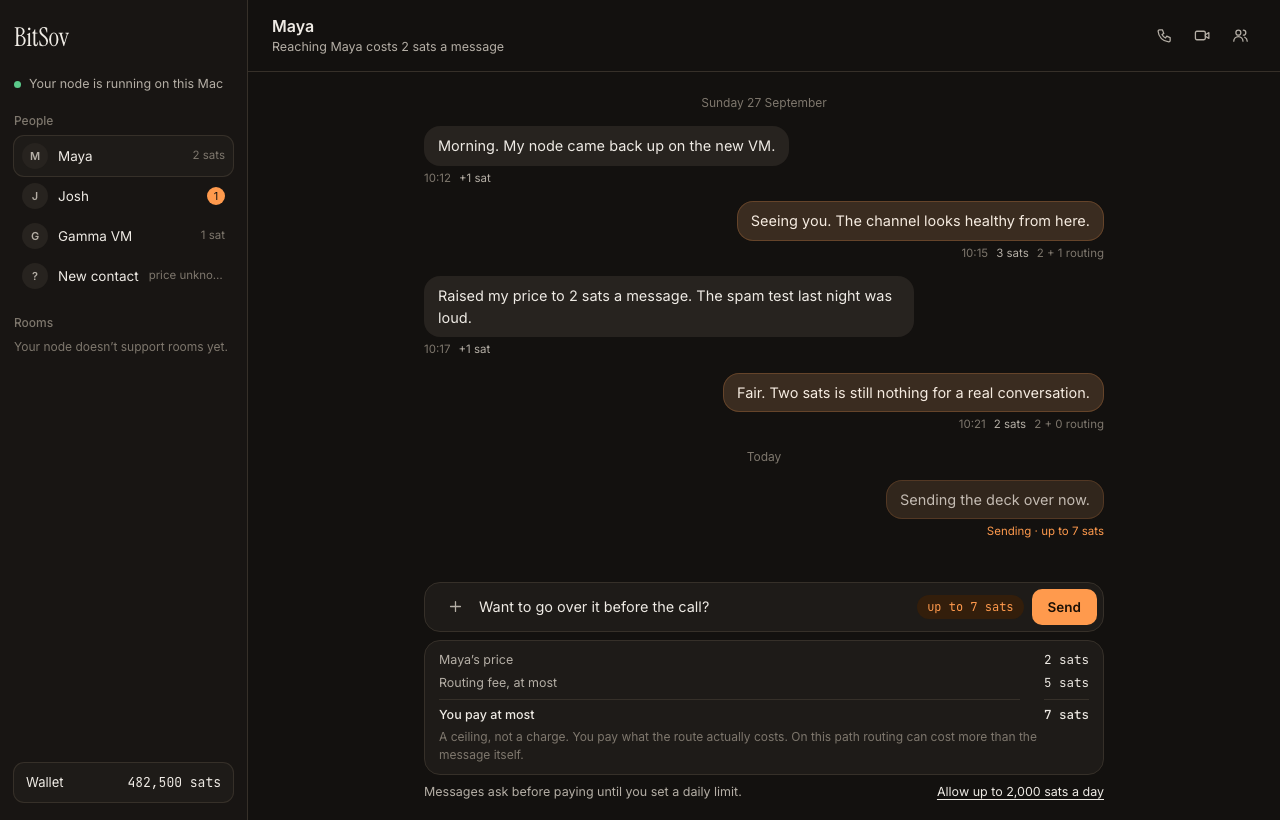 BitSov
Your node is running on this Mac
People
M Maya 2 sats
J Josh 1
G Gamma VM 1 sat
? New contact price unkno…
Rooms
Your node doesn’t support rooms yet.
Wallet 482,500 sats
Maya
Reaching Maya costs 2 sats a message
Sunday 27 September
Morning. My node came back up on the new VM.
10:12 +1 sat
Seeing you. The channel looks healthy from here.
10:15 3 sats 2 + 1 routing
Raised my price to 2 sats a message. The spam test last night was
loud.
10:17 +1 sat
Fair. Two sats is still nothing for a real conversation.
10:21 2 sats 2 + 0 routing
Today
Sending the deck over now.
Sending · up to 7 sats
Want to go over it before the call? up to 7 sats Send
Maya’s price 2 sats
Routing fee, at most 5 sats
You pay at most 7 sats
A ceiling, not a charge. You pay what the route actually costs. On this path routing can cost more than the
message itself.
Messages ask before paying until you set a daily limit. Allow up to 2,000 sats a day